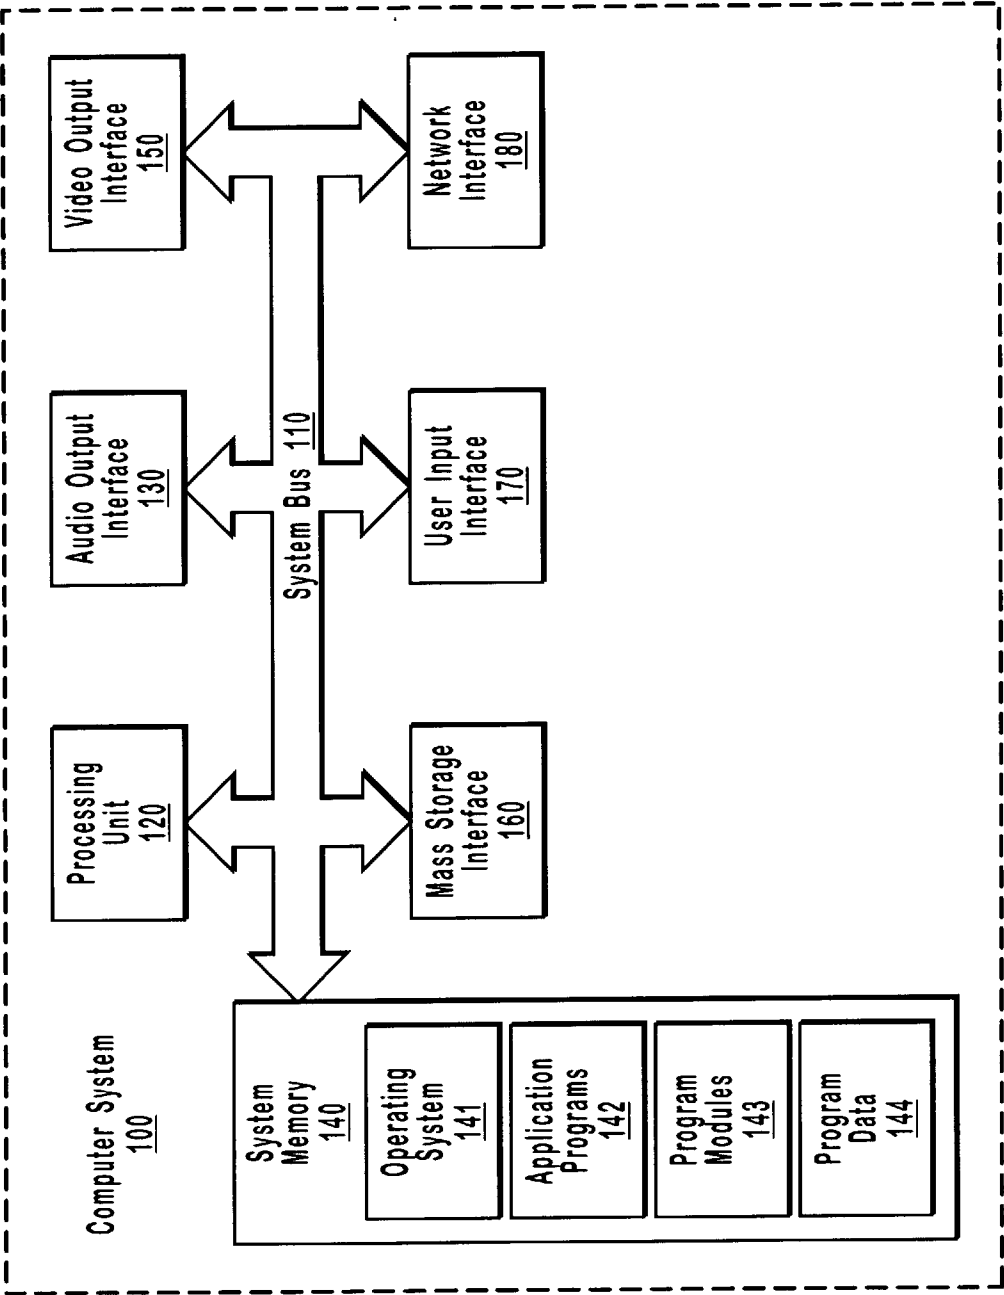 Computer System
100
Processing
Unit
120
Audio Output
Interface
130
Video Output
Interface
150
System Bus 110
System
Memory
140
Operating
System
141
Application
Programs
142
Program
Modules
143
Program
Data
144
Mass Storage
Interface
160
User Input
Interface
170
Network
Interface
180